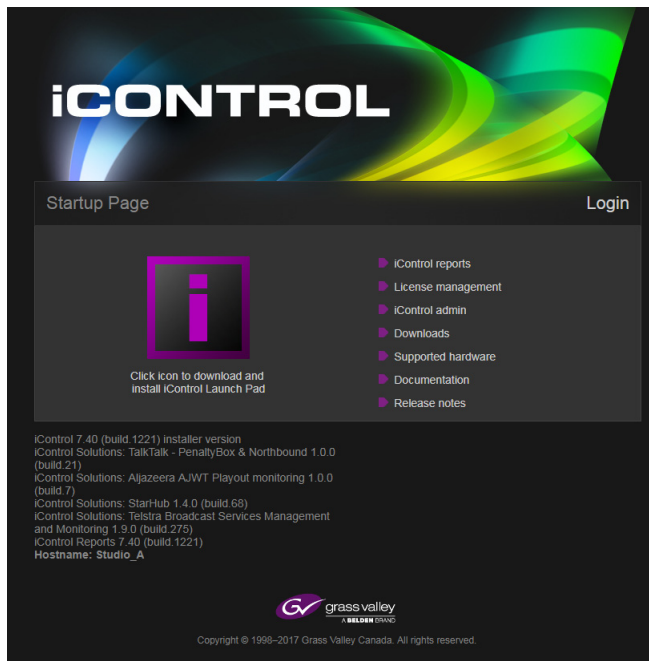 iCONTROL
Startup Page
Login
Click icon to download and
install iControl Launch Pad
iControl reports
License management
iControl admin
Downloads
Supported hardware
Documentation
Release notes
iControl 7.40 (build.1221) installer version
iControl Solutions: TalkTalk - PenaltyBox & Northbound 1.0.0
(build.21)
iControl Solutions: Aljazeera AJWT Playout monitoring 1.0.0
(build.7)
iControl Solutions: StarHub 1.4.0 (build.68)
iControl Solutions: Telstra Broadcast Services Management
and Monitoring 1.9.0 (build.275)
iControl Reports 7.40 (build.1221)
Hostname: Studio_A
GV grass valley
A BELDEN BRAND
Copyright © 1998–2017 Grass Valley Canada. All rights reserved.